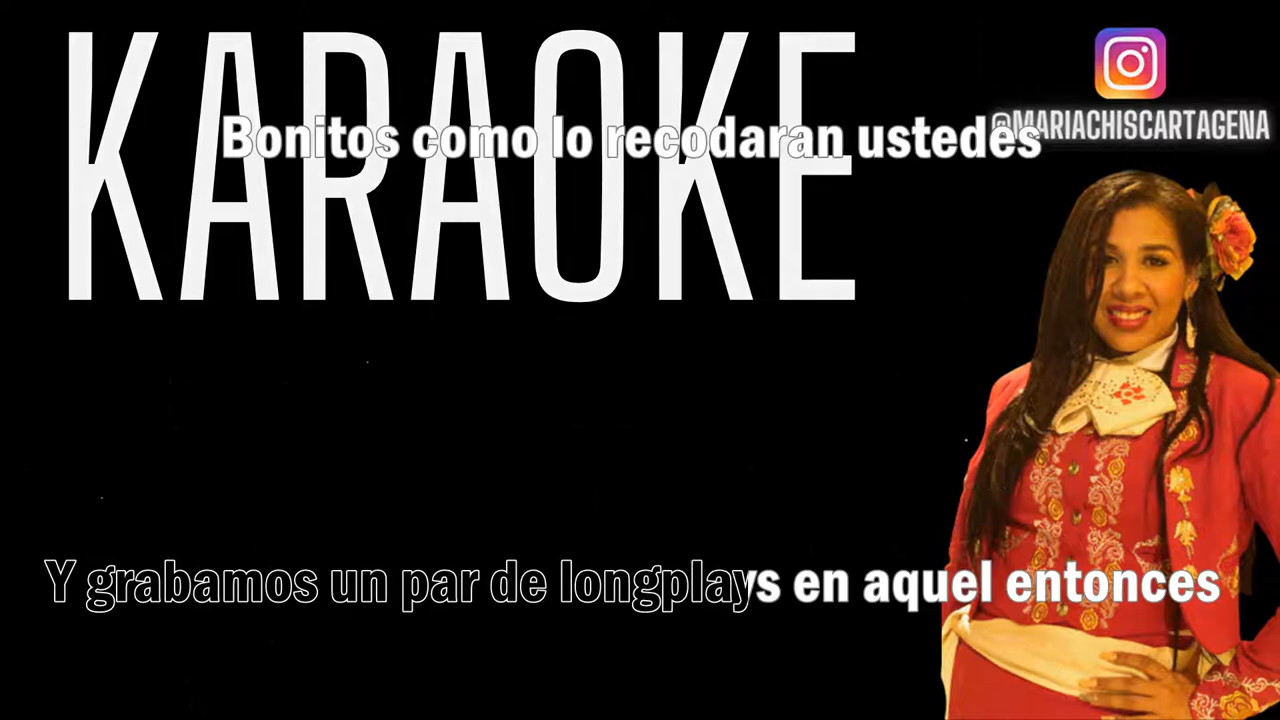 KARAOKE
@MARIACHISCARTAGENA
Bonitos como lo recodaran ustedes
Y grabamos un par de longplays en aquel entonces